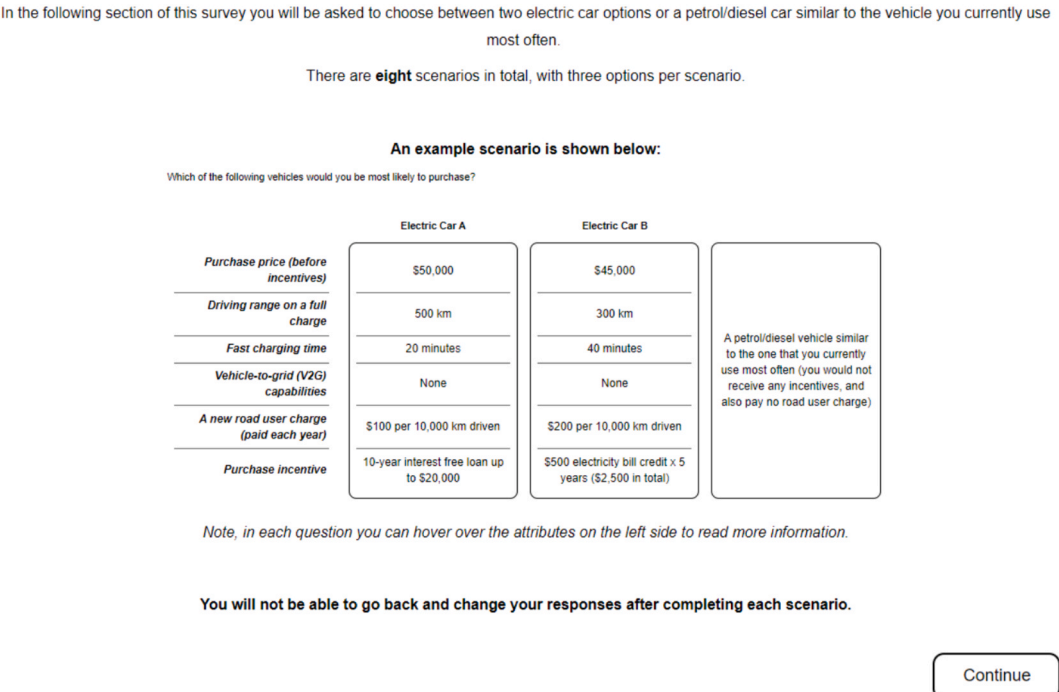 In the following section of this survey you will be asked to choose between two electric car options or a petrol/diesel car similar to the vehicle you currently use
most often.
There are eight scenarios in total, with three options per scenario.
An example scenario is shown below:
Which of the following vehicles would you be most likely to purchase?
Electric Car A
Electric Car B
Purchase price (before
incentives)
$50,000
$45,000
Driving range on a full
charge
500 km
300 km
Fast charging time
20 minutes
40 minutes
Vehicle-to-grid (V2G)
capabilities
None
None
A new road user charge
(paid each year)
$100 per 10,000 km driven
$200 per 10,000 km driven
Purchase incentive
10-year interest free loan up
to $20,000
$500 electricity bill credit x 5
years ($2,500 in total)
A petrol/diesel vehicle similar
to the one that you currently
use most often (you would not
receive any incentives, and
also pay no road user charge)
Note, in each question you can hover over the attributes on the left side to read more information.
You will not be able to go back and change your responses after completing each scenario.
Continue